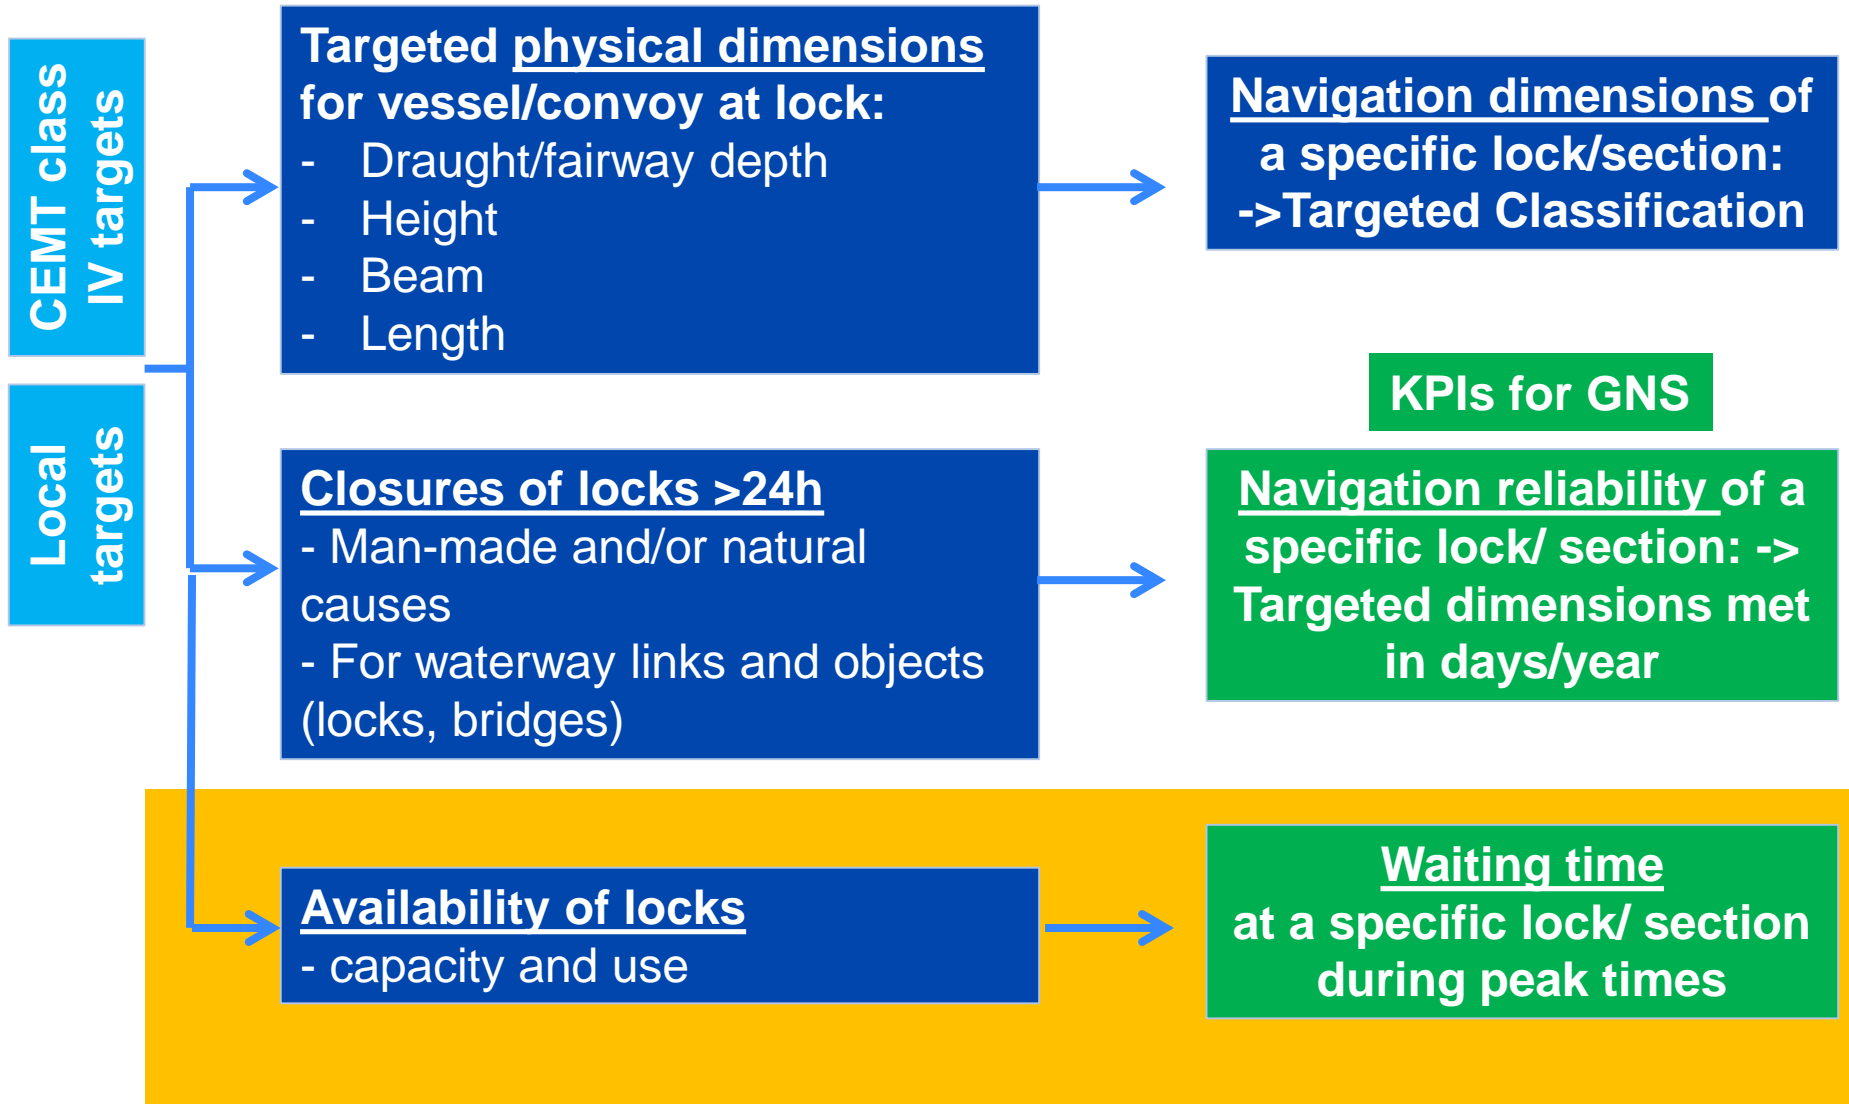 CEMT class
IV targets
Local
targets
Targeted physical dimensions
for vessel/convoy at lock:
- Draught/fairway depth
- Height
- Beam
- Length
Navigation dimensions of
a specific lock/section:
->Targeted Classification
KPIs for GNS
Closures of locks >24h
- Man-made and/or natural
causes
- For waterway links and objects
(locks, bridges)
Navigation reliability of a
specific lock/ section: ->
Targeted dimensions met
in days/year
Availability of locks
- capacity and use
Waiting time
at a specific lock/ section
during peak times